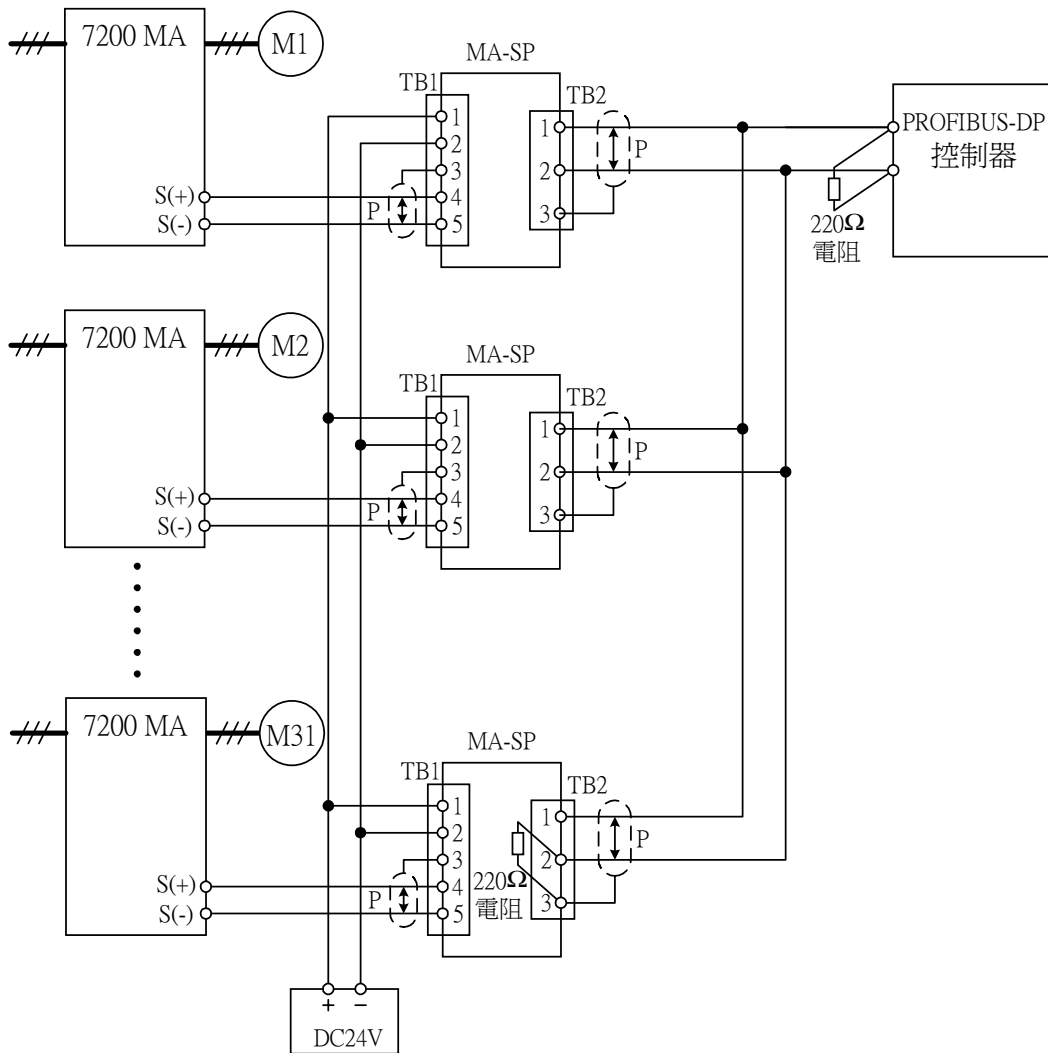 7200 MA
M1
S(+)
S(-)
MA-SP
TB1
1
2
3
4
5
P
TB2
1
2
3
P
PROFIBUS-DP
控制器
220Ω
電阻
7200 MA
M2
S(+)
S(-)
MA-SP
TB1
1
2
3
4
5
P
TB2
1
2
3
P
7200 MA
M31
S(+)
S(-)
MA-SP
TB1
1
2
3
4
5
P
220Ω
電阻
TB2
1
2
3
P
+ −
DC24V